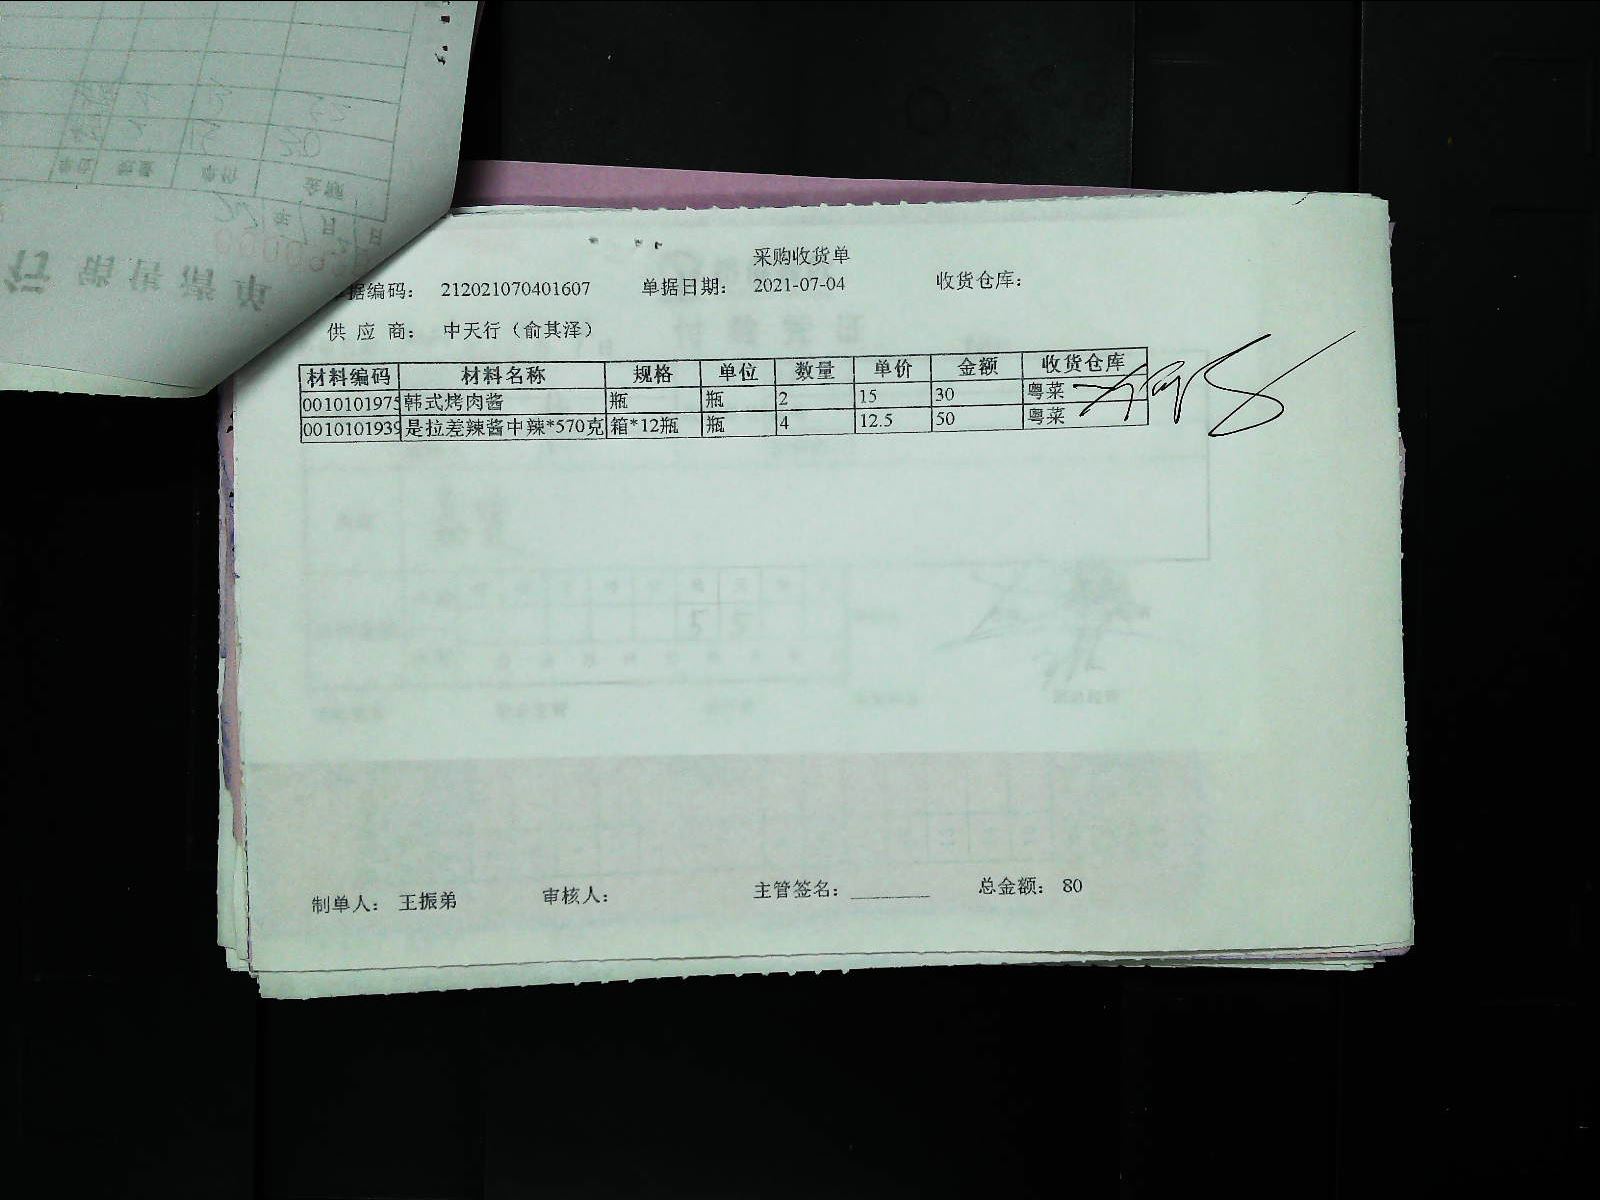 采购收货单
据编码： 212021070401607 单据日期： 2021-07-04 收货仓库：
供 应 商： 中天行（俞其泽）
材料编码 材料名称 规格 单位 数量 单价 金额 收货仓库
0010101975 韩式烤肉酱 瓶 瓶 2 15 30 粤菜
0010101939 是拉差辣酱中辣*570克 箱*12瓶 瓶 4 12.5 50 粤菜
制单人： 王振弟 审核人： 主管签名： 总金额： 80